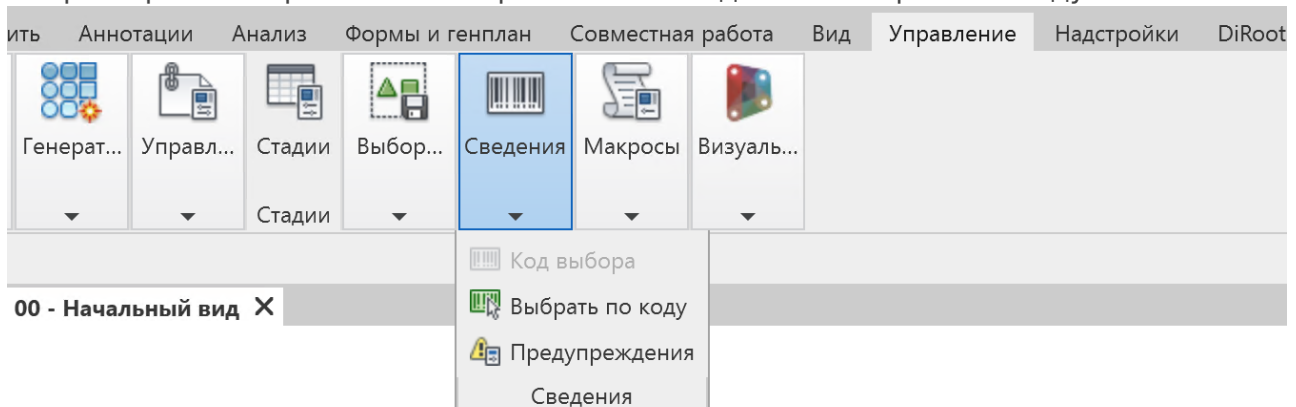 ить Аннотации Анализ Формы и генплан Совместная работа Вид Управление Надстройки DiRoot
Генерат... Управл... Стадии Выбор... Сведения Макросы Визуаль...
Стадии
Код выбора
00 - Начальный вид X Выбрать по коду
Предупреждения
Сведения